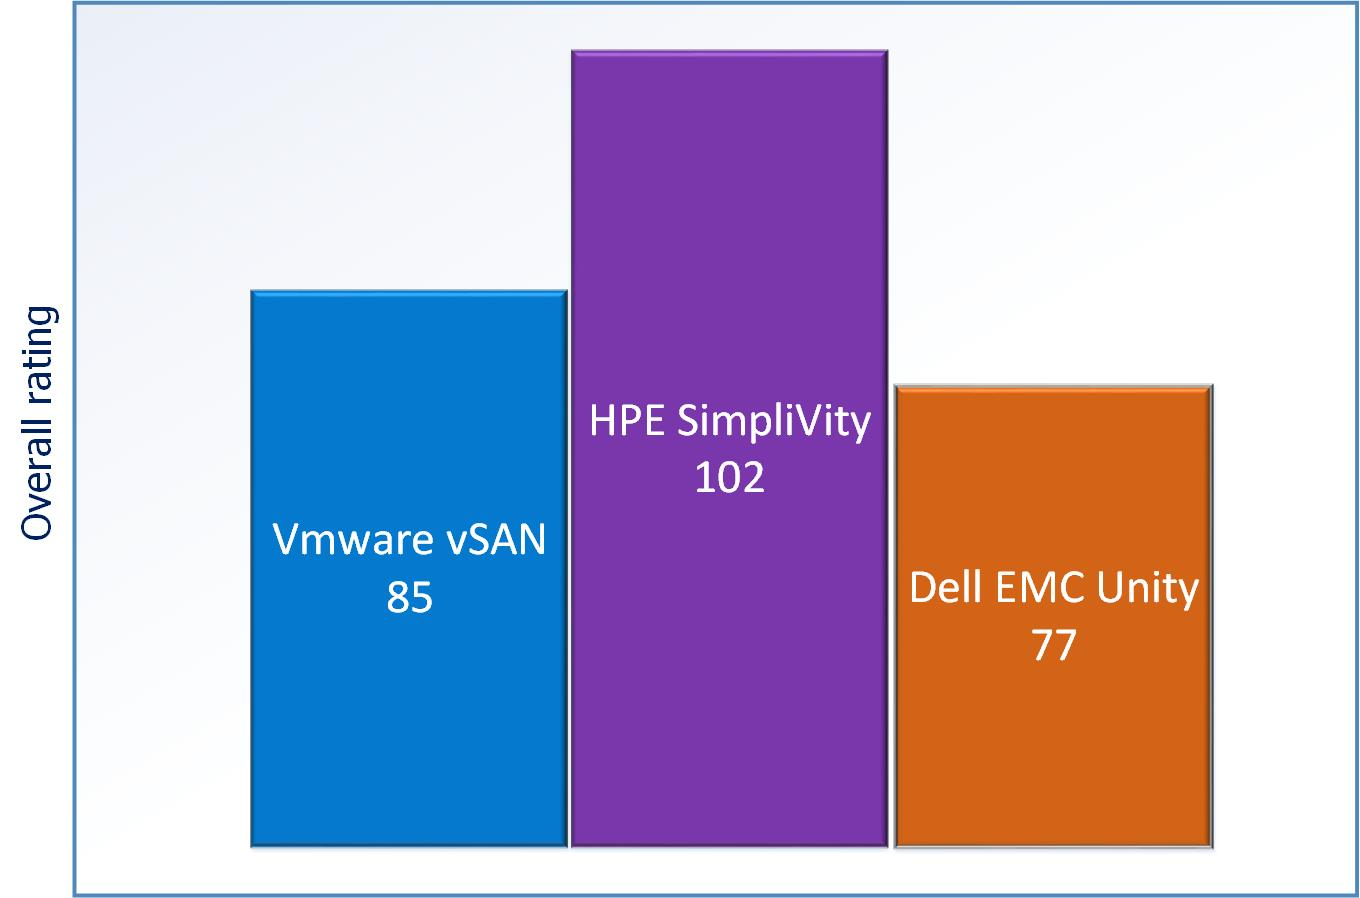 Overall rating
Vmware vSAN
85
HPE SimpliVity
102
Dell EMC Unity
77